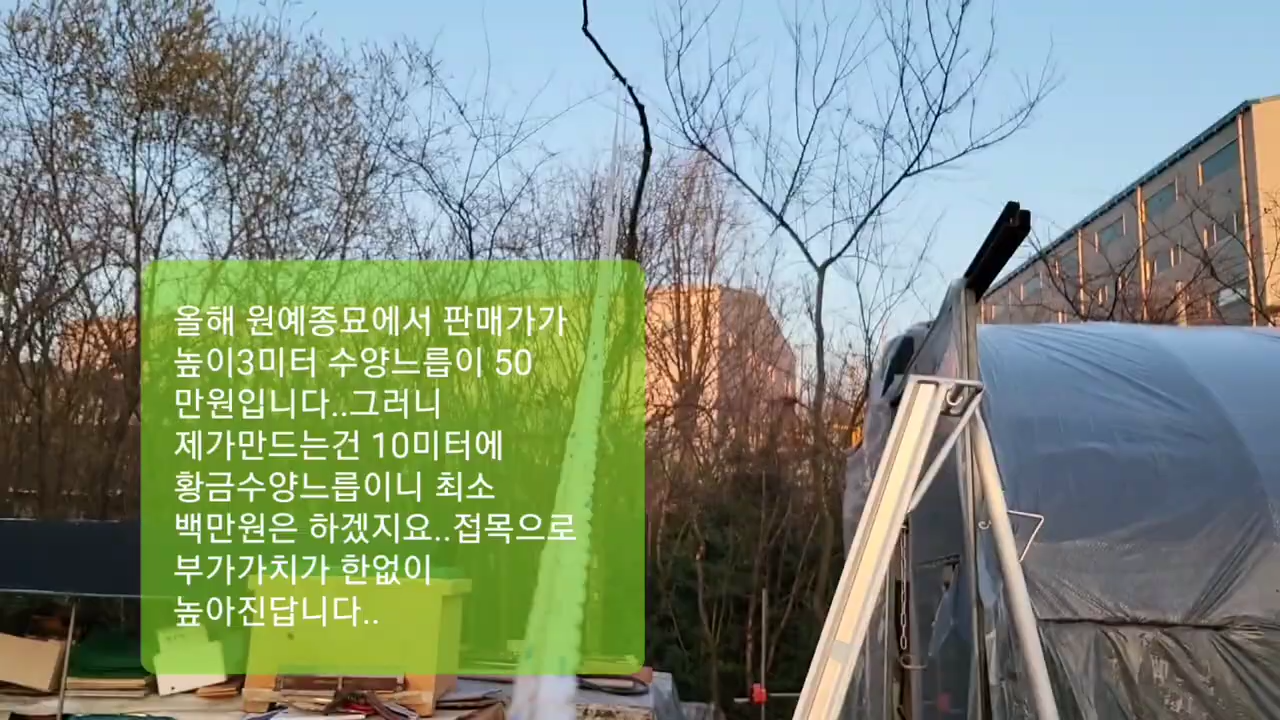 올해 원예종묘에서 판매가가
높이3미터 수양느릅이 50
만원입니다..그러니
제가만드는건 10미터에
황금수양느릅이니 최소
백만원은 하겠지요..접목으로
부가가치가 한없이
높아진답니다..